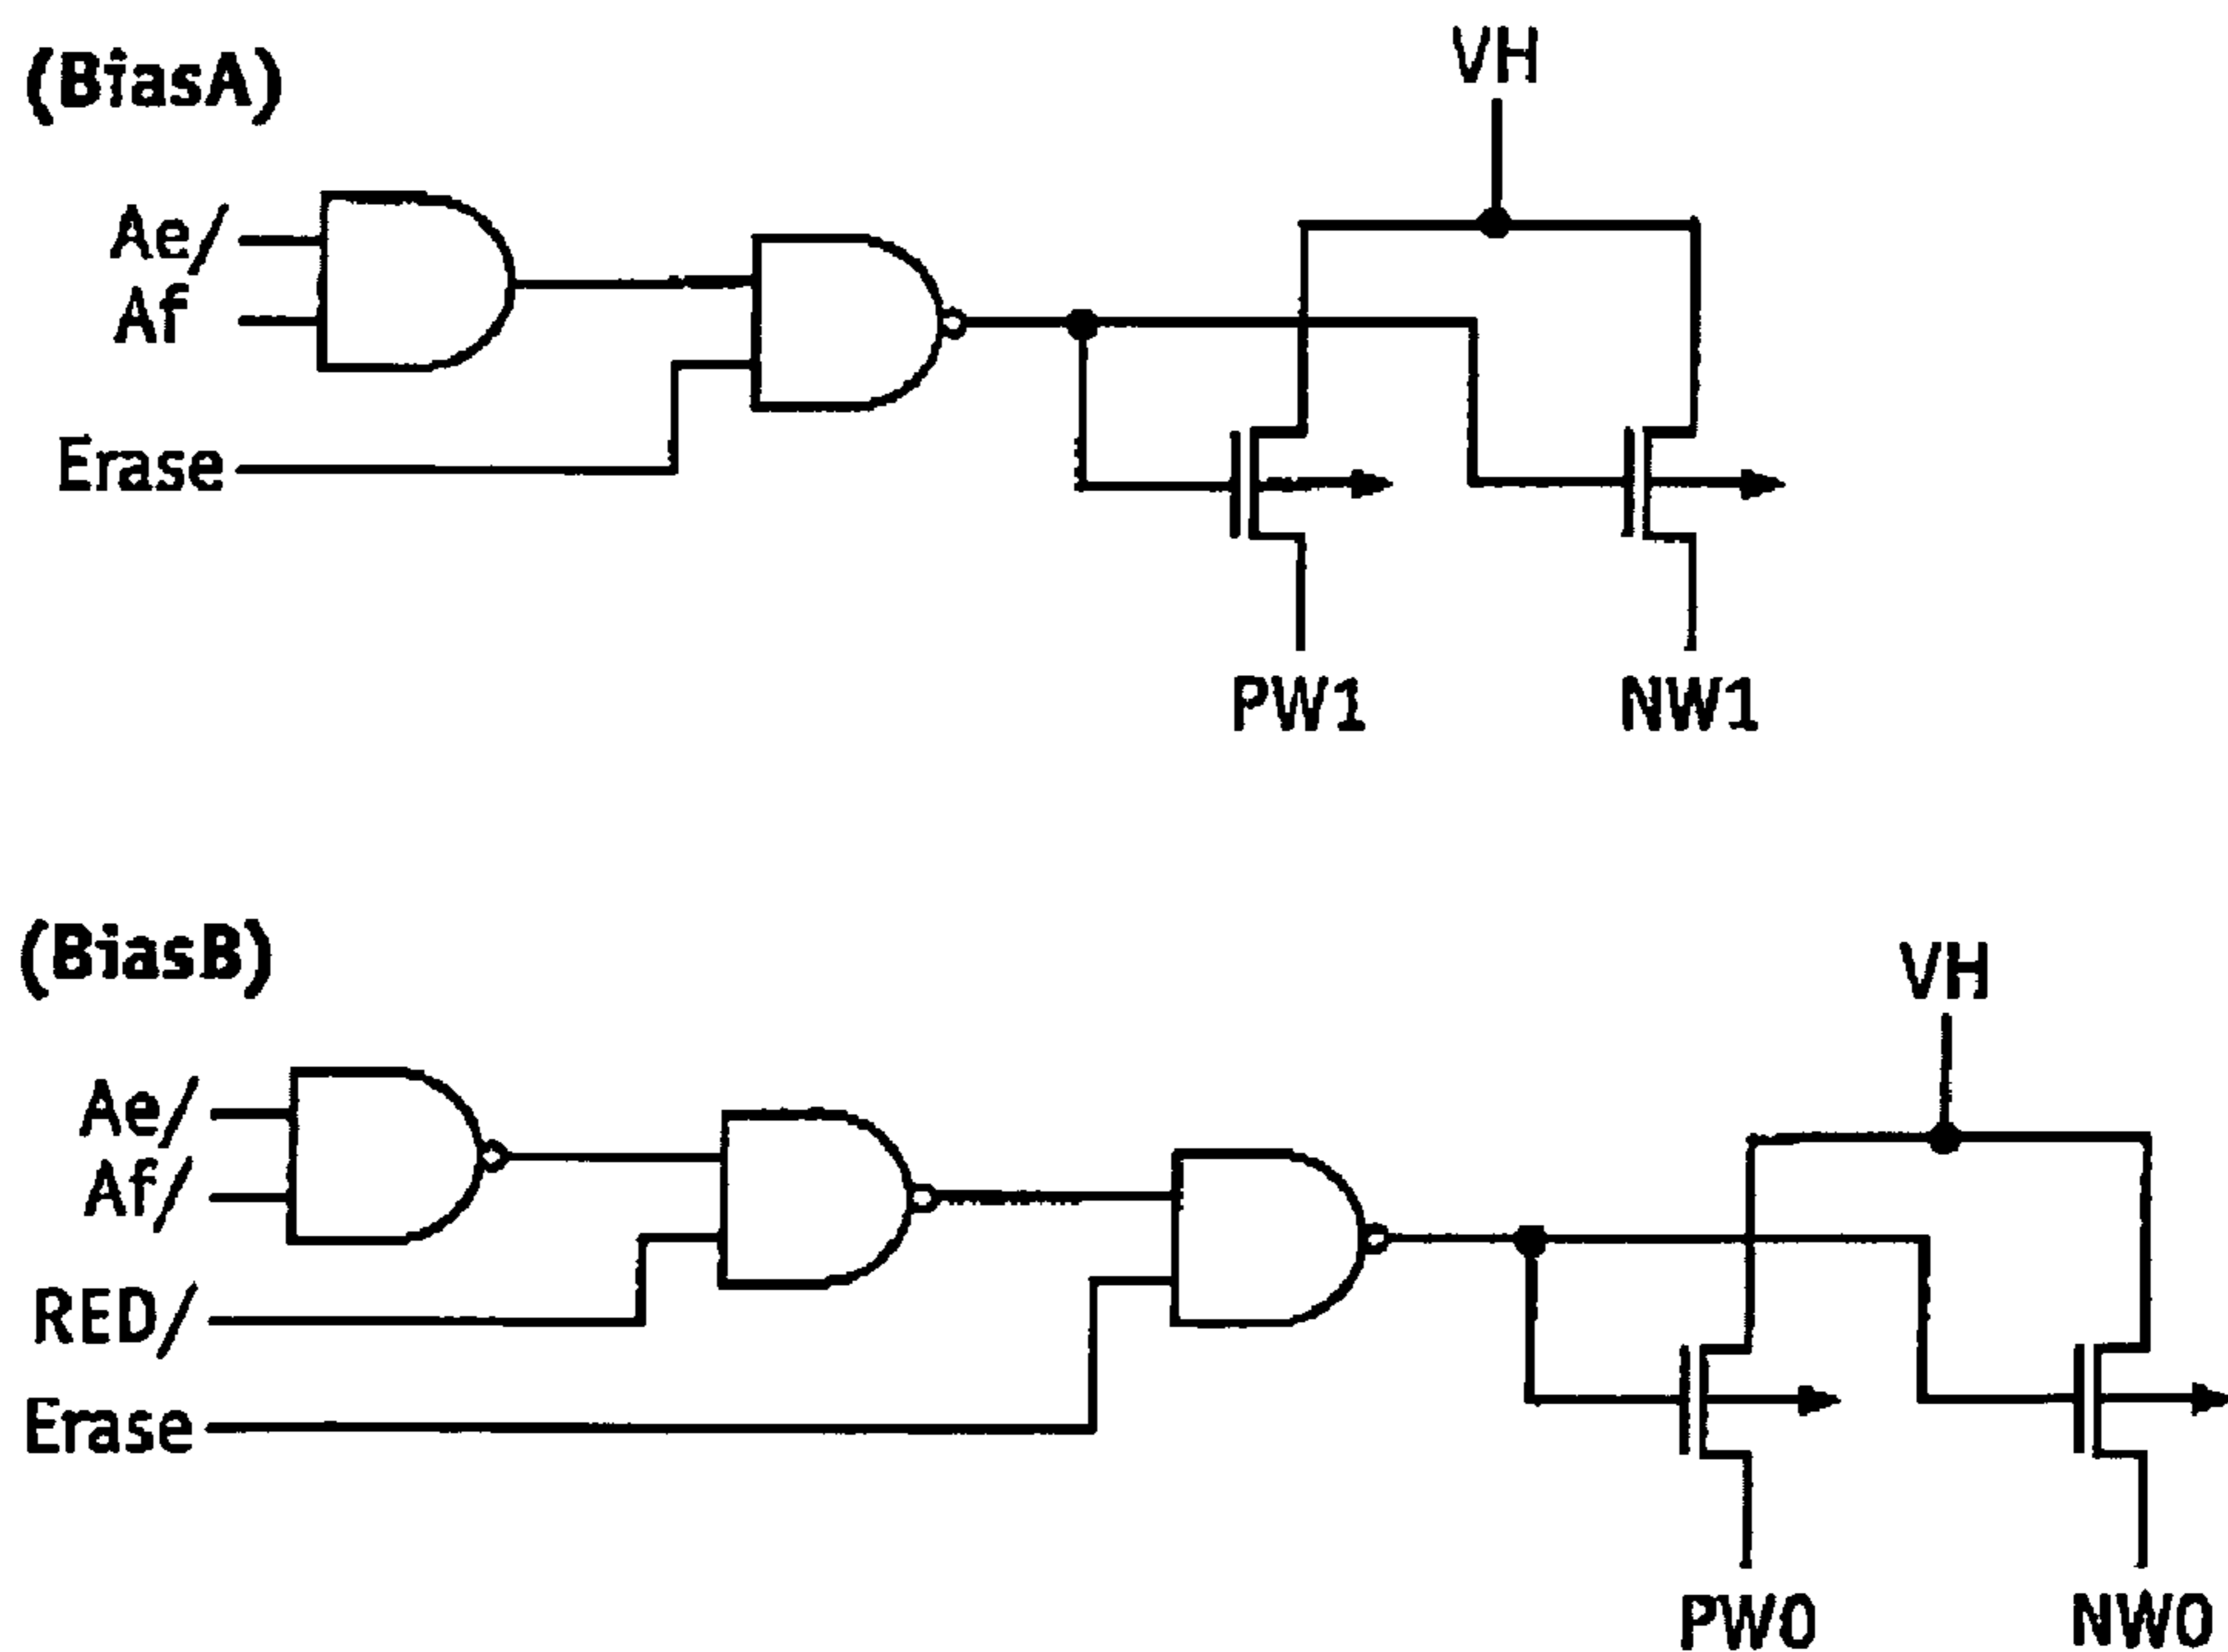 (BiasA)
VH
Ae/
Af
Erase
PW1
NW1
(BiasB)
VH
Ae/
Af/
RED/
Erase
PW0
NW0